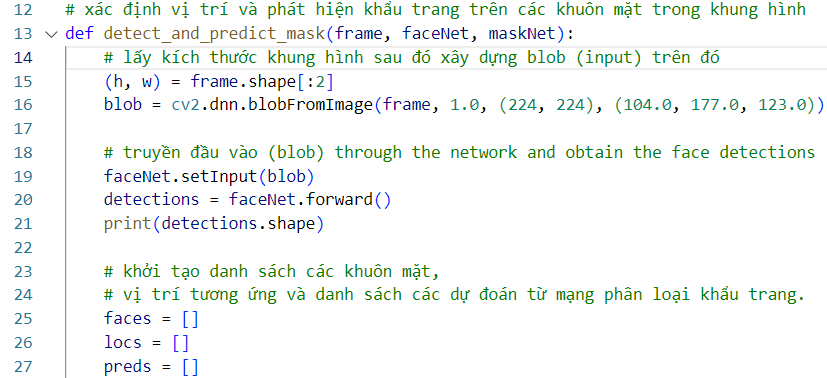 12 # xác định vị trí và phát hiện khẩu trang trên các khuôn mặt trong khung hình
13 def detect_and_predict_mask(frame, faceNet, maskNet):
14 # lấy kích thước khung hình sau đó xây dựng blob (input) trên đó
15 (h, w) = frame.shape[:2]
16 blob = cv2.dnn.blobFromImage(frame, 1.0, (224, 224), (104.0, 177.0, 123.0))
17
18 # truyền đầu vào (blob) through the network and obtain the face detections
19 faceNet.setInput(blob)
20 detections = faceNet.forward()
21 print(detections.shape)
22
23 # khởi tạo danh sách các khuôn mặt,
24 # vị trí tương ứng và danh sách các dự đoán từ mạng phân loại khẩu trang.
25 faces = []
26 locs = []
27 preds = []